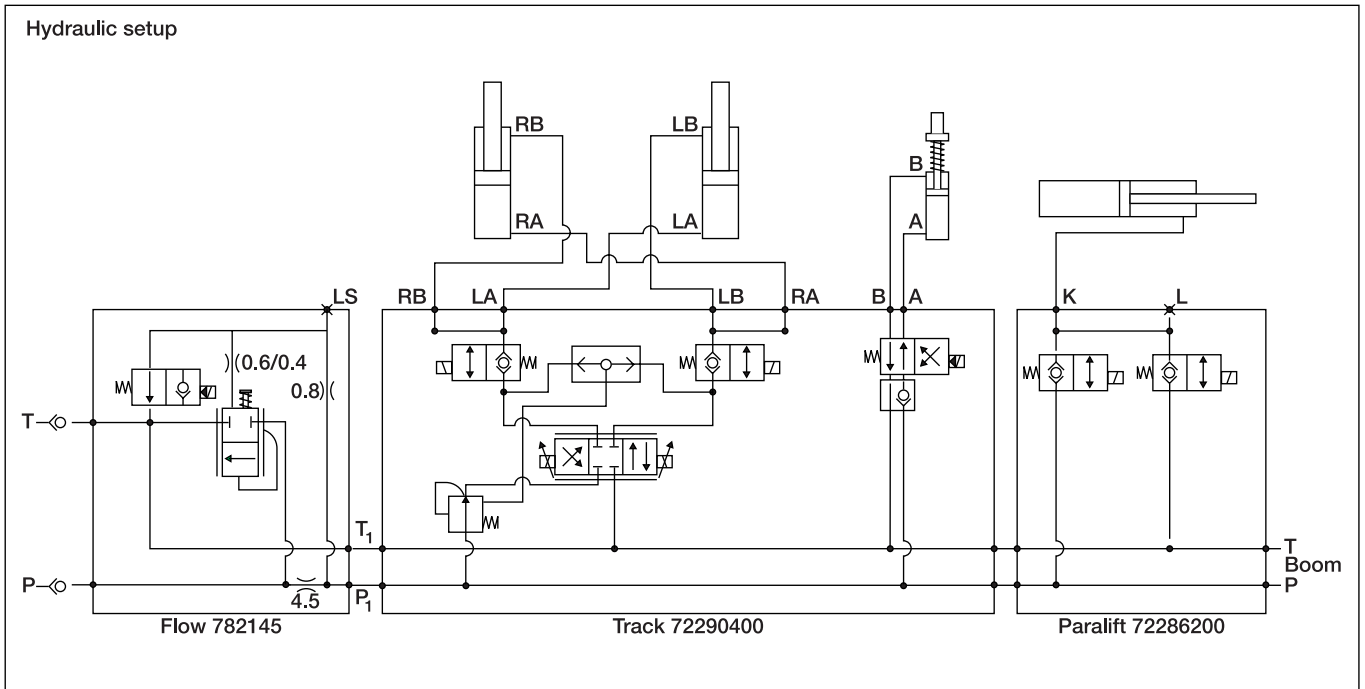 Hydraulic setup
RB
LB
B
RA
LA
A
LS
RB
LA
LB
RA
B
A
K
L
0.6/0.4
0.8
T
T1
T
Boom
P
4.5
P1
P
Flow 782145
Track 72290400
Paralift 72286200